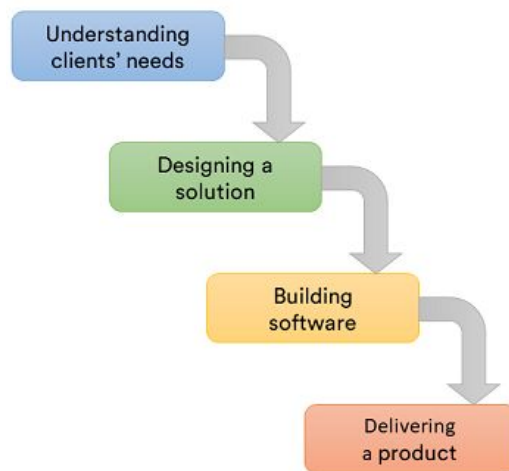 Understanding
clients’ needs
Designing a
solution
Building
software
Delivering
a product